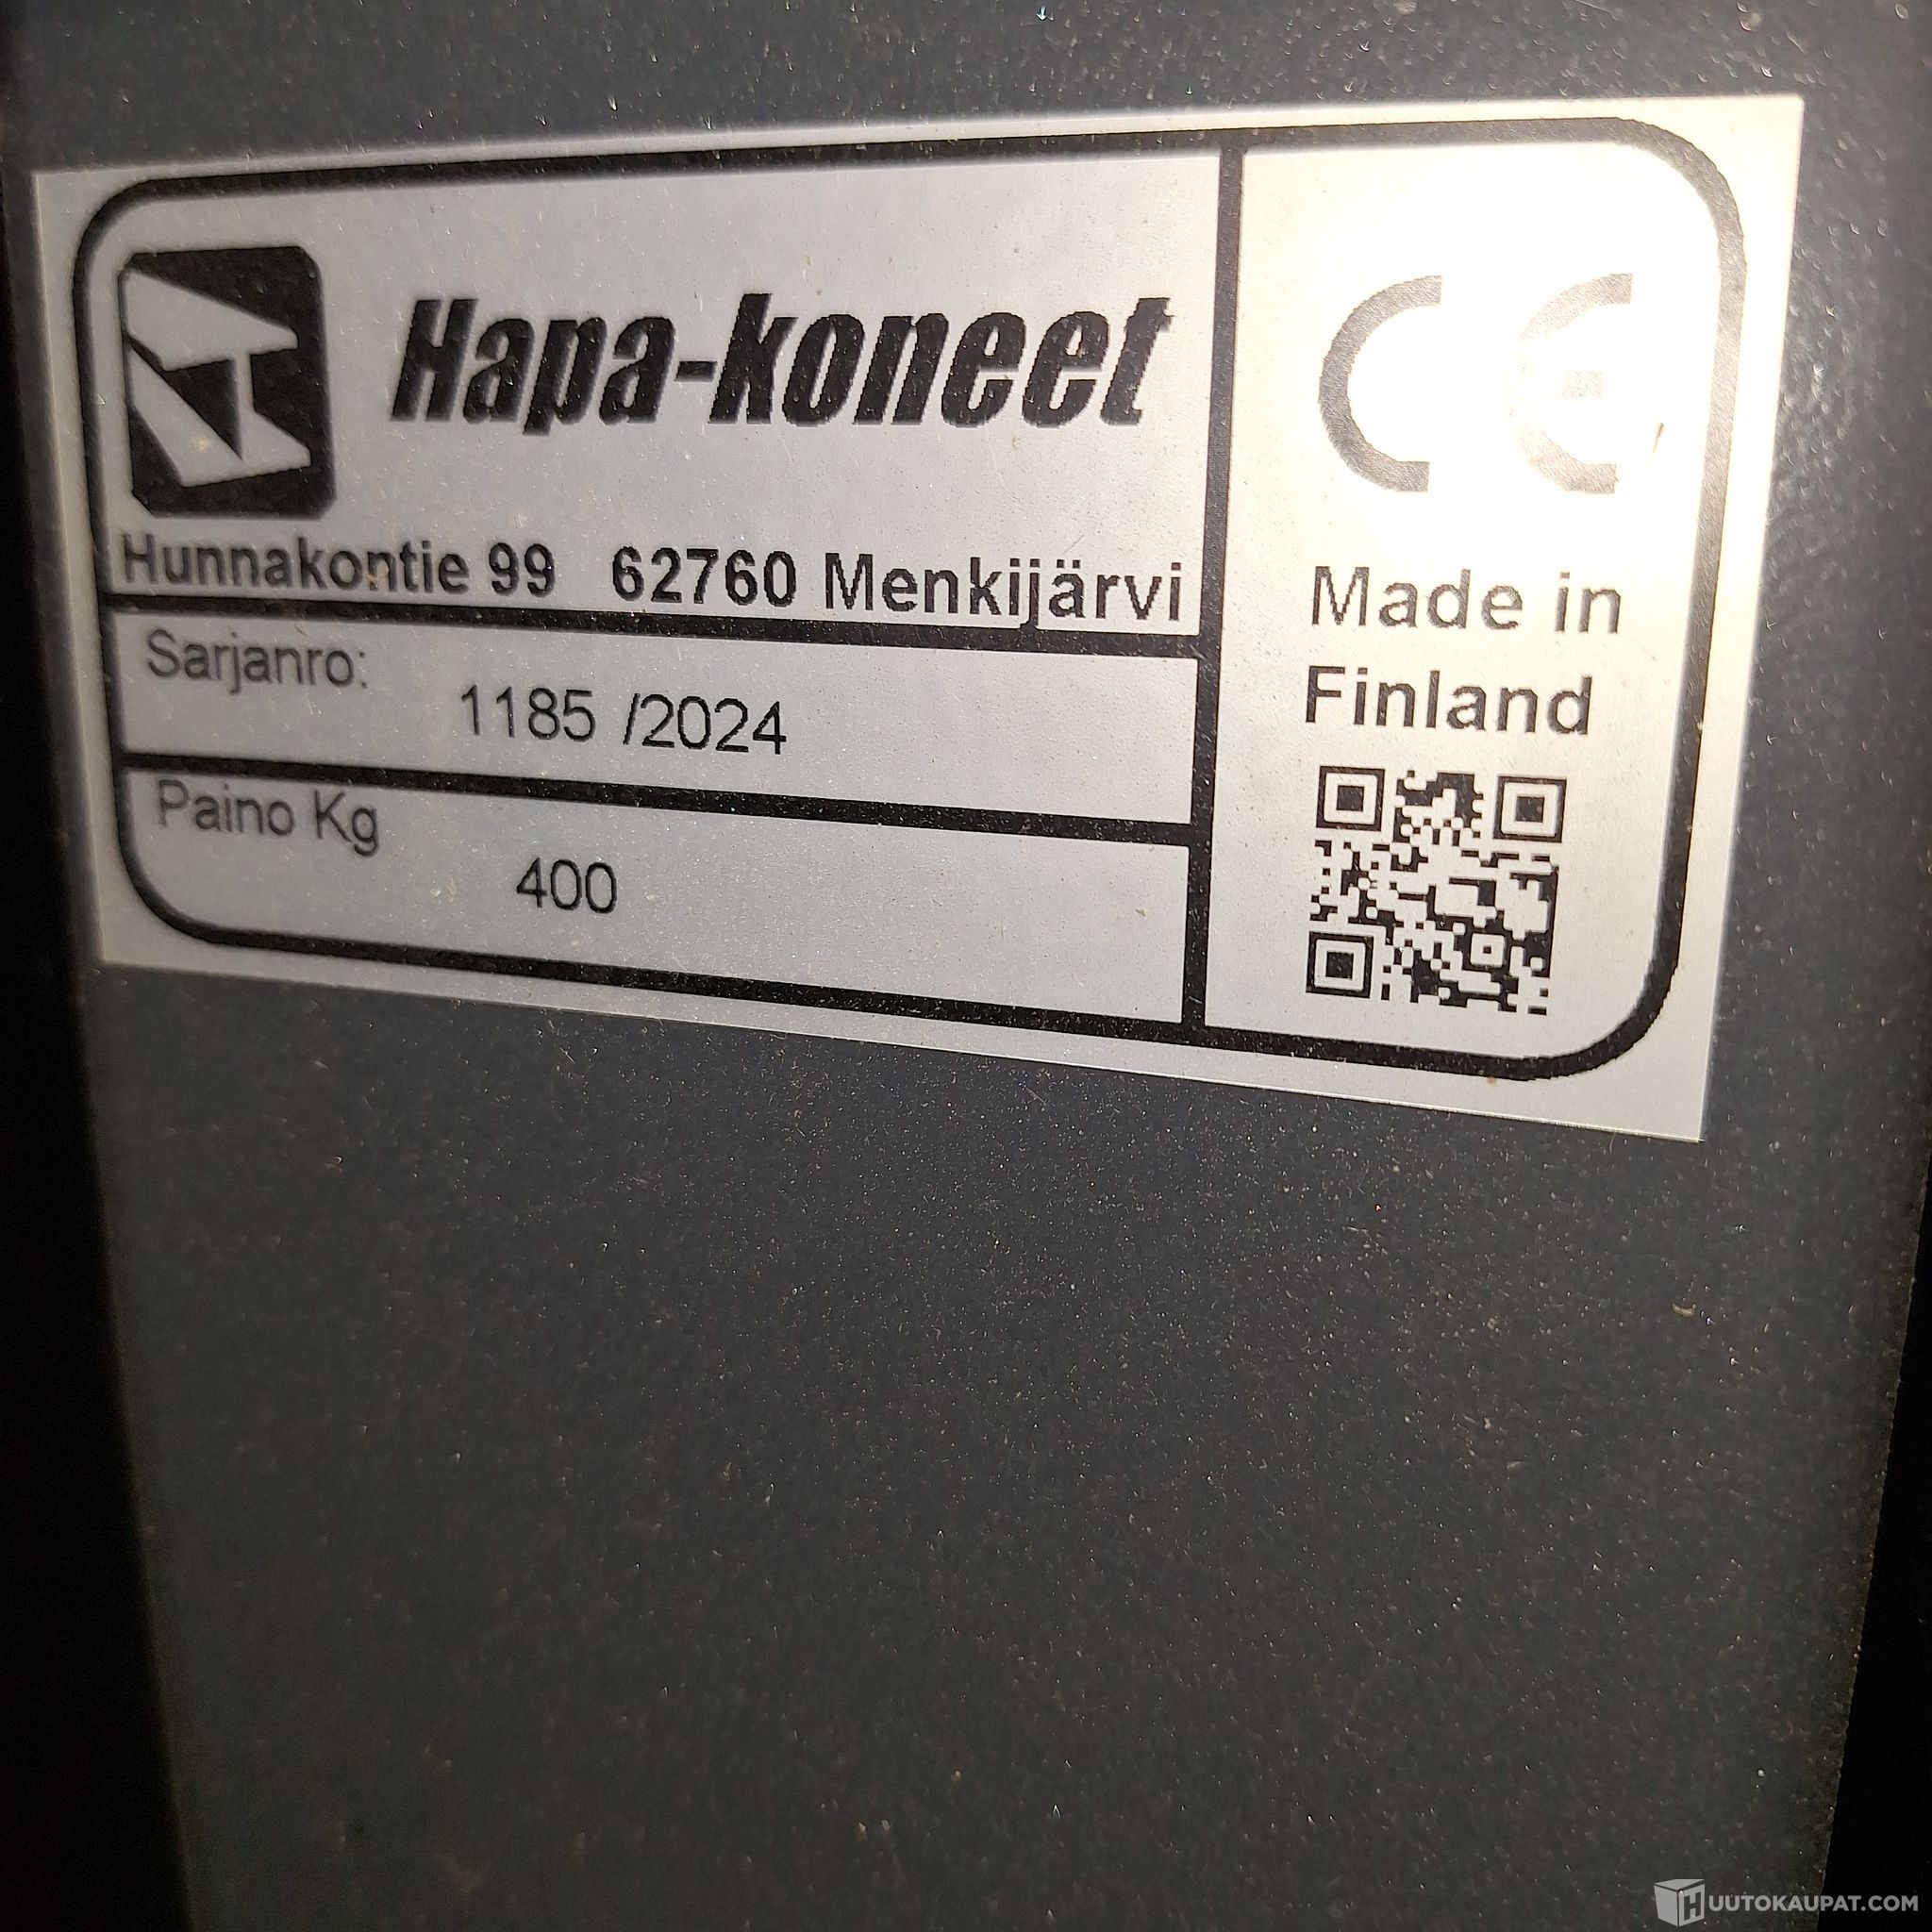 Hapa-koneet
Hunnakontie 99 62760 Menkijärvi
Sarjanro:
1185 /2024
Paino Kg
400
CE
Made in
Finland
HUUTOKAUPAT.COM